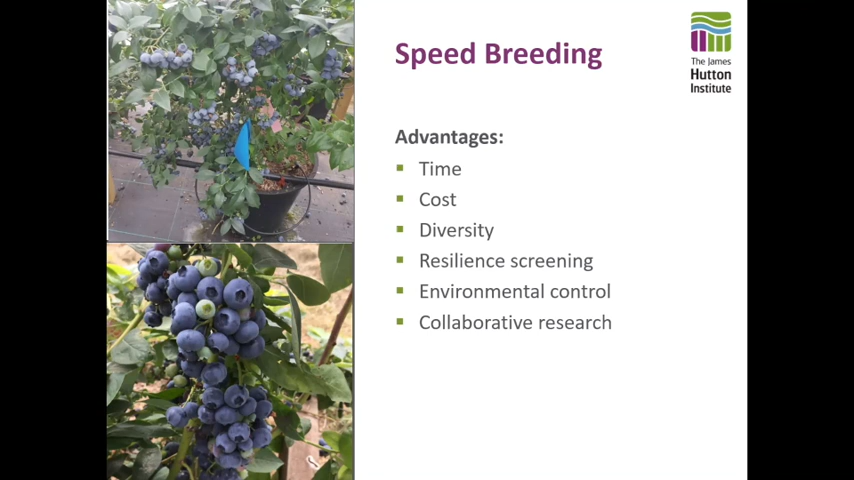 Speed Breeding
The James
Hutton
Institute
Advantages:
Time
Cost
Diversity
Resilience screening
Environmental control
Collaborative research